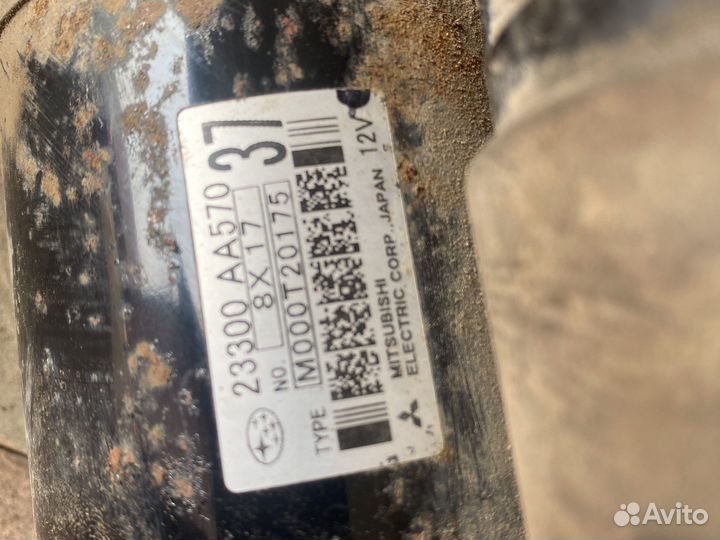 23300 AA570 37
NO. 8X17
TYPE M000T20175
MITSUBISHI
ELECTRIC CORP. JAPAN 12V
Avito